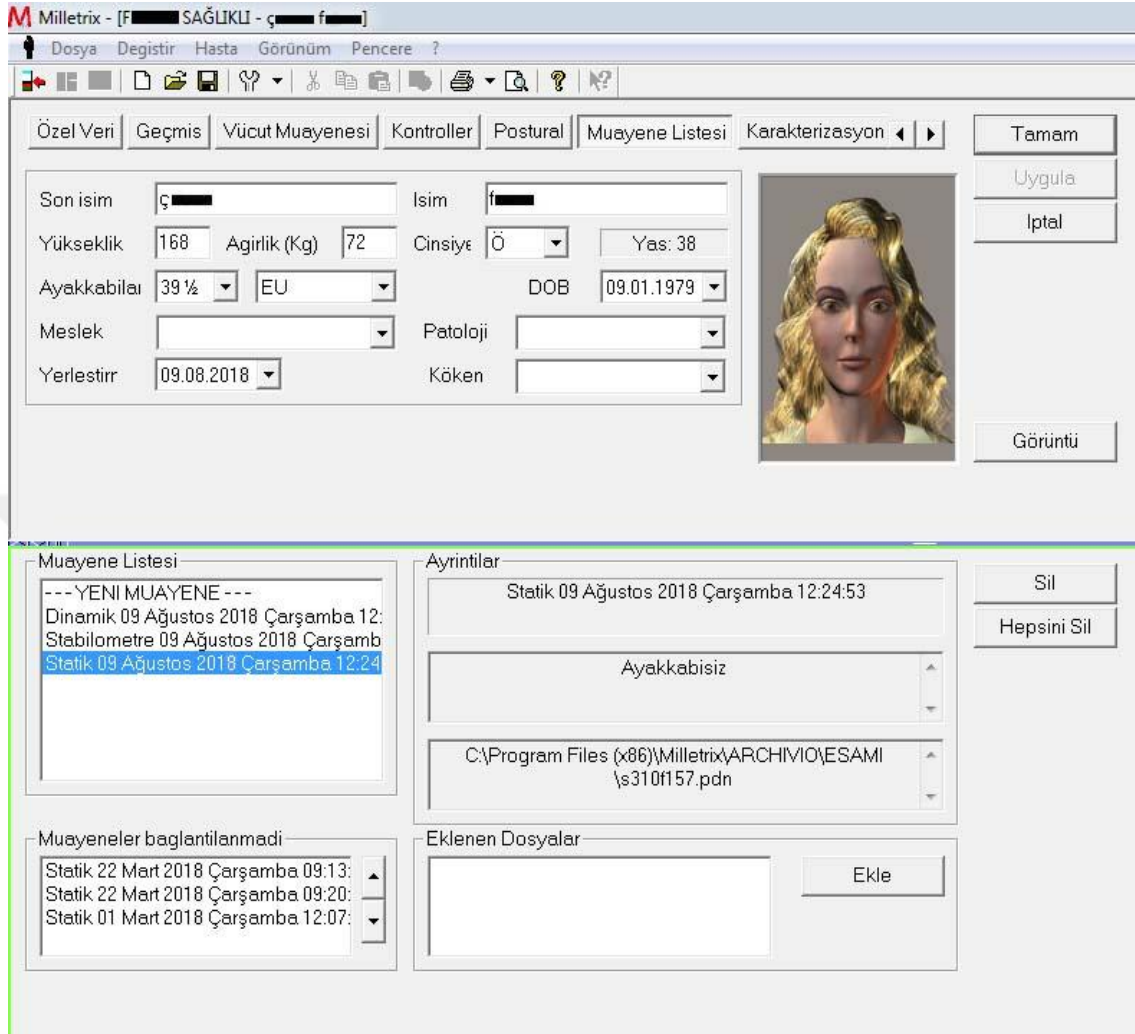 M Milletrix - [F SAĞLIKLI - ç f]
Dosya Degistir Hasta Görünüm Pencere ?
Özel Veri Geçmis Vücut Muayenesi Kontroller Postural Muayene Listesi Karakterizasyon
Tamam
Uygula
Iptal
Son isim ç Isim f
Yükseklik 168 Agirlik (Kg) 72 Cinsiye Ö Yas: 38
Ayakkabilar 39 ½ EU DOB 09.01.1979
Meslek Patoloji
Yerlestirr 09.08.2018 Köken
Görüntü
Muayene Listesi
---YENI MUAYENE---
Dinamik 09 Ağustos 2018 Çarşamba 12:
Stabilometre 09 Ağustos 2018 Çarşamb
Statik 09 Ağustos 2018 Çarşamba 12:24
Ayrintilar
Statik 09 Ağustos 2018 Çarşamba 12:24:53
Ayakkabisiz
C:\Program Files (x86)\Milletrix\ARCHIVIO\ESAMI
\s310f157.pdn
Sil
Hepsini Sil
Muayeneler baglantilanmadi
Statik 22 Mart 2018 Çarşamba 09:13:
Statik 22 Mart 2018 Çarşamba 09:20:
Statik 01 Mart 2018 Çarşamba 12:07:
Eklenen Dosyalar
Ekle